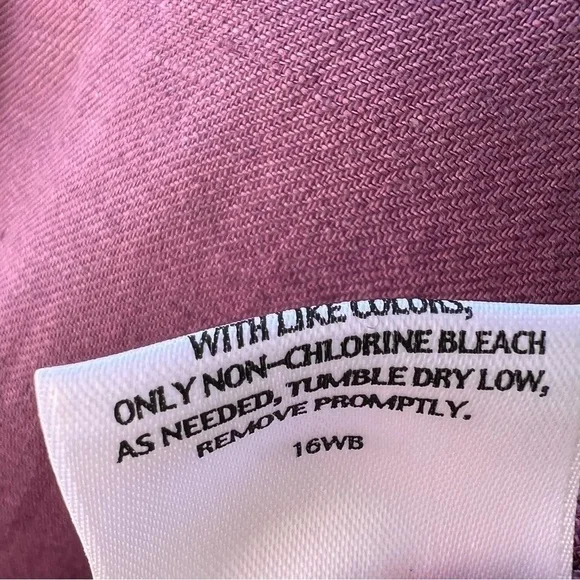 WITH LIKE COLORS,
ONLY NON-CHLORINE BLEACH
AS NEEDED, TUMBLE DRY LOW,
REMOVE PROMPTLY.
16WB